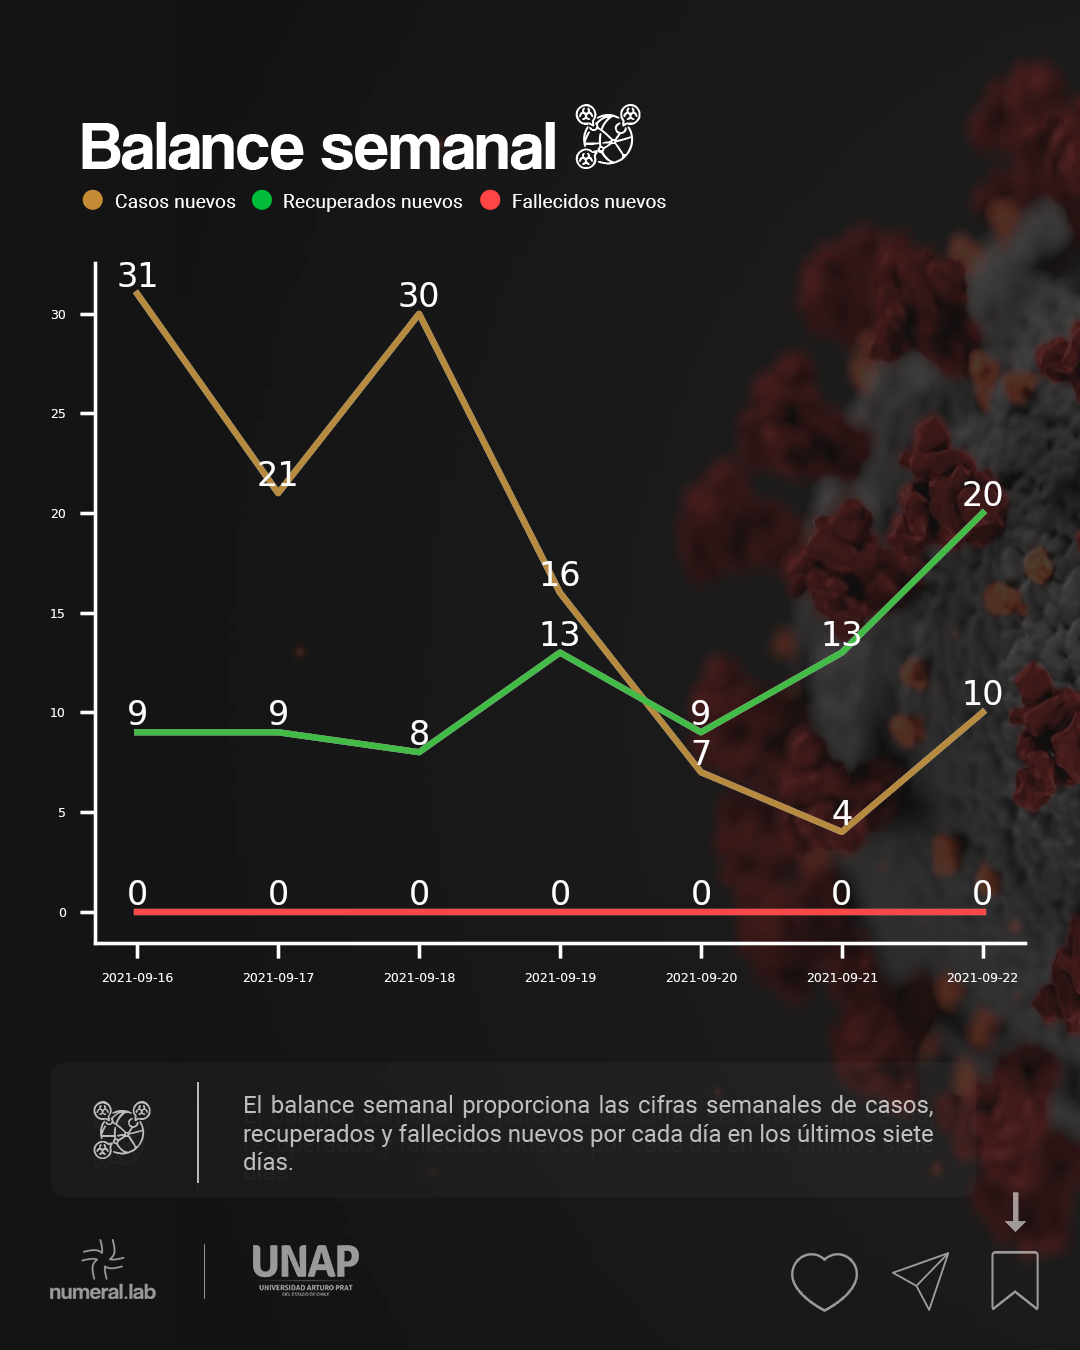 Balance semanal
Casos nuevos Recuperados nuevos Fallecidos nuevos
31
30
30
25
21
20
20
16
15
13
13
10
10
9
9
8
9
7
5
4
0
0
0
0
0
0
0
0
2021-09-16 2021-09-17 2021-09-18 2021-09-19 2021-09-20 2021-09-21 2021-09-22
El balance semanal proporciona las cifras semanales de casos,
recuperados y fallecidos nuevos por cada día en los últimos siete
días.
numeral.lab
UNAP
UNIVERSIDAD ARTURO PRAT
DEL ESTADO DE CHILE